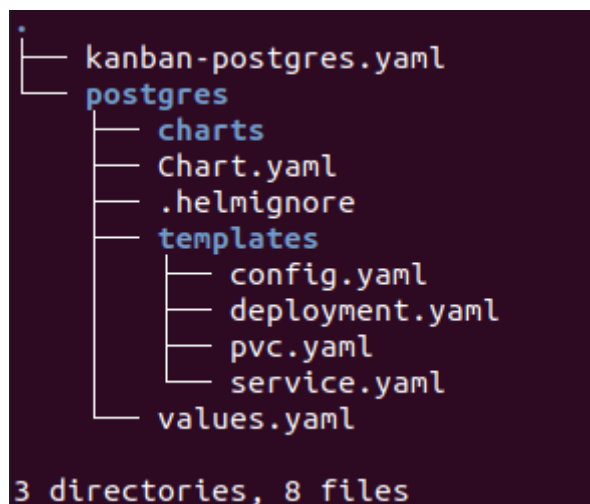 .
├── kanban-postgres.yaml
└── postgres
    ├── charts
    ├── Chart.yaml
    ├── .helmignore
    ├── templates
    │   ├── config.yaml
    │   ├── deployment.yaml
    │   ├── pvc.yaml
    │   └── service.yaml
    └── values.yaml

3 directories, 8 files